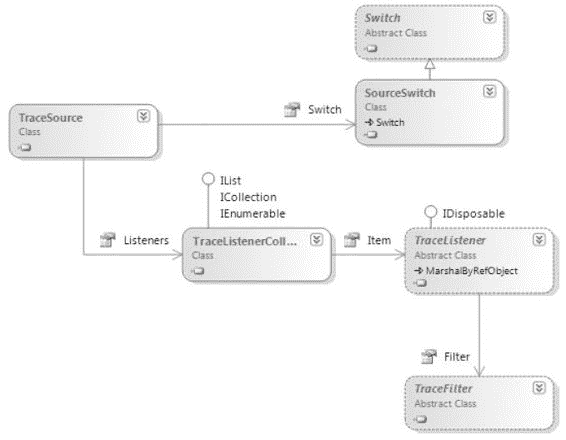 Switch
Abstract Class
SourceSwitch
Class
Switch
TraceSource
Class
Switch
IList
ICollection
IEnumerable
IDisposable
Listeners
TraceListenerColl...
Class
Item
TraceListener
Abstract Class
MarshalByRefObject
Filter
TraceFilter
Abstract Class